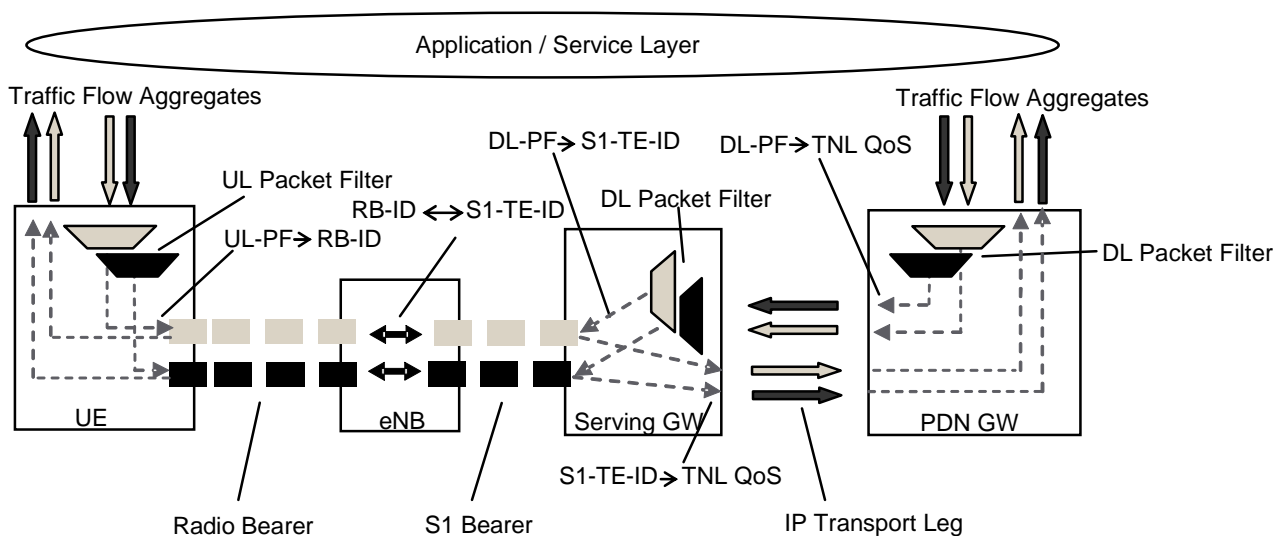 Application / Service Layer
Traffic Flow Aggregates
Traffic Flow Aggregates
DL-PF → S1-TE-ID
DL-PF → TNL QoS
UL Packet Filter
DL Packet Filter
RB-ID ↔ S1-TE-ID
UL-PF → RB-ID
DL Packet Filter
UE
eNB
Serving GW
PDN GW
S1-TE-ID → TNL QoS
Radio Bearer
S1 Bearer
IP Transport Leg